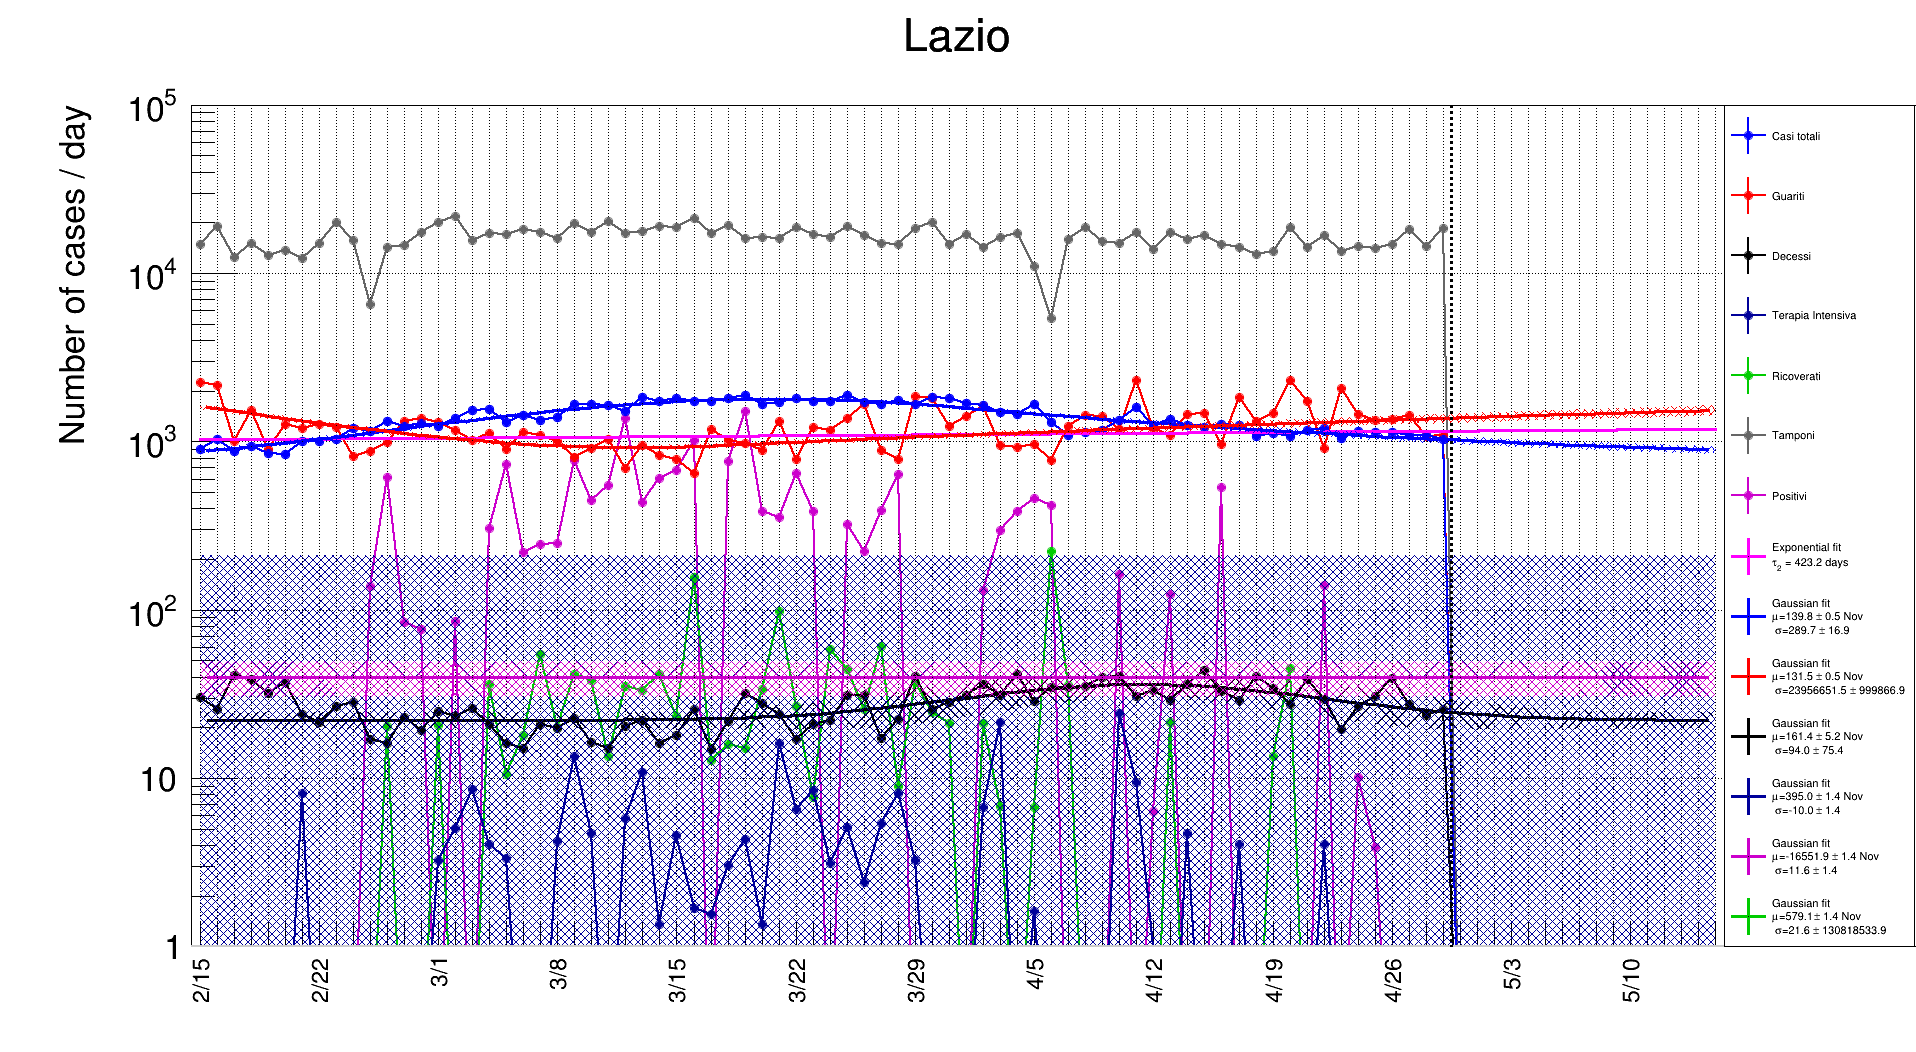 Lazio
Number of cases / day
10^5
10^4
10^3
10^2
10
1
2/15
2/22
3/1
3/8
3/15
3/22
3/29
4/5
4/12
4/19
4/26
5/3
5/10
Casi totali
Guariti
Decessi
Terapia Intensiva
Ricoverati
Tamponi
Positivi
Exponential fit
τ₂ = 423.2 days
Gaussian fit
μ=139.8 ± 0.5 Nov
σ=289.7 ± 16.9
Gaussian fit
μ=131.5 ± 0.5 Nov
σ=23956651.5 ± 999866.9
Gaussian fit
μ=161.4 ± 5.2 Nov
σ=94.0 ± 75.4
Gaussian fit
μ=395.0 ± 1.4 Nov
σ=-10.0 ± 1.4
Gaussian fit
μ=-16551.9 ± 1.4 Nov
σ=11.6 ± 1.4
Gaussian fit
μ=579.1 ± 1.4 Nov
σ=21.6 ± 130818533.9